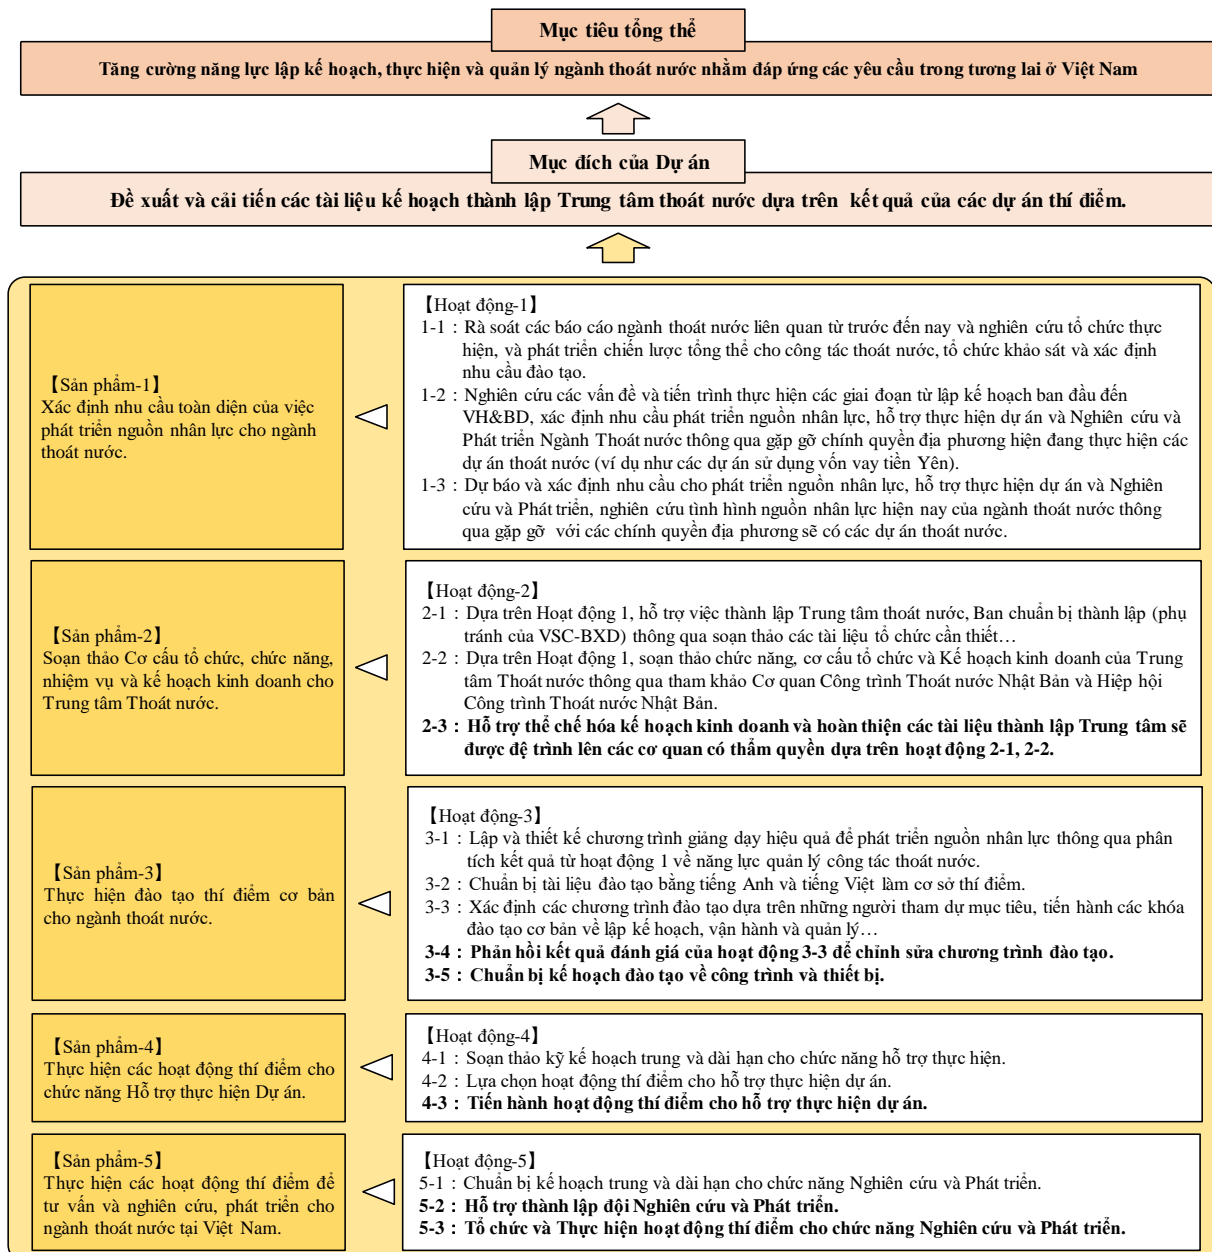 Mục tiêu tổng thể
Tăng cường năng lực lập kế hoạch, thực hiện và quản lý ngành thoát nước nhằm đáp ứng các yêu cầu trong tương lai ở Việt Nam
Mục đích của Dự án
Đề xuất và cải tiến các tài liệu kế hoạch thành lập Trung tâm thoát nước dựa trên kết quả của các dự án thí điểm.
【Sản phẩm-1】
Xác định nhu cầu toàn diện của việc
phát triển nguồn nhân lực cho ngành
thoát nước.
【Hoạt động-1】
1-1 : Rà soát các báo cáo ngành thoát nước liên quan từ trước đến nay và nghiên cứu tổ chức thực
hiện, và phát triển chiến lược tổng thể cho công tác thoát nước, tổ chức khảo sát và xác định
nhu cầu đào tạo.
1-2 : Nghiên cứu các vấn đề và tiến trình thực hiện các giai đoạn từ lập kế hoạch ban đầu đến
VH&BD, xác định nhu cầu phát triển nguồn nhân lực, hỗ trợ thực hiện dự án và Nghiên cứu và
Phát triển Ngành Thoát nước thông qua gặp gỡ chính quyền địa phương hiện đang thực hiện các
dự án thoát nước (ví dụ như các dự án sử dụng vốn vay tiền Yên).
1-3 : Dự báo và xác định nhu cầu cho phát triển nguồn nhân lực, hỗ trợ thực hiện dự án và Nghiên
cứu và Phát triển, nghiên cứu tình hình nguồn nhân lực hiện nay của ngành thoát nước thông
qua gặp gỡ với các chính quyền địa phương sẽ có các dự án thoát nước.
【Sản phẩm-2】
Soạn thảo Cơ cấu tổ chức, chức năng,
nhiệm vụ và kế hoạch kinh doanh cho
Trung tâm Thoát nước.
【Hoạt động-2】
2-1 : Dựa trên Hoạt động 1, hỗ trợ việc thành lập Trung tâm thoát nước, Ban chuẩn bị thành lập (phụ
tránh của VSC-BXD) thông qua soạn thảo các tài liệu tổ chức cần thiết…
2-2 : Dựa trên Hoạt động 1, soạn thảo chức năng, cơ cấu tổ chức và Kế hoạch kinh doanh của Trung
tâm Thoát nước thông qua tham khảo Cơ quan Công trình Thoát nước Nhật Bản và Hiệp hội
Công trình Thoát nước Nhật Bản.
2-3 : Hỗ trợ thể chế hóa kế hoạch kinh doanh và hoàn thiện các tài liệu thành lập Trung tâm sẽ
được đệ trình lên các cơ quan có thẩm quyền dựa trên hoạt động 2-1, 2-2.
【Sản phẩm-3】
Thực hiện đào tạo thí điểm cơ bản
cho ngành thoát nước.
【Hoạt động-3】
3-1 : Lập và thiết kế chương trình giảng dạy hiệu quả để phát triển nguồn nhân lực thông qua phân
tích kết quả từ hoạt động 1 về năng lực quản lý công tác thoát nước.
3-2 : Chuẩn bị tài liệu đào tạo bằng tiếng Anh và tiếng Việt làm cơ sở thí điểm.
3-3 : Xác định các chương trình đào tạo dựa trên những người tham dự mục tiêu, tiến hành các khóa
đào tạo cơ bản về lập kế hoạch, vận hành và quản lý…
3-4 : Phản hồi kết quả đánh giá của hoạt động 3-3 để chỉnh sửa chương trình đào tạo.
3-5 : Chuẩn bị kế hoạch đào tạo về công trình và thiết bị.
【Sản phẩm-4】
Thực hiện các hoạt động thí điểm cho
chức năng Hỗ trợ thực hiện Dự án.
【Hoạt động-4】
4-1 : Soạn thảo kỹ kế hoạch trung và dài hạn cho chức năng hỗ trợ thực hiện.
4-2 : Lựa chọn hoạt động thí điểm cho hỗ trợ thực hiện dự án.
4-3 : Tiến hành hoạt động thí điểm cho hỗ trợ thực hiện dự án.
【Sản phẩm-5】
Thực hiện các hoạt động thí điểm để
tư vấn và nghiên cứu, phát triển cho
ngành thoát nước tại Việt Nam.
【Hoạt động-5】
5-1 : Chuẩn bị kế hoạch trung và dài hạn cho chức năng Nghiên cứu và Phát triển.
5-2 : Hỗ trợ thành lập đội Nghiên cứu và Phát triển.
5-3 : Tổ chức và Thực hiện hoạt động thí điểm cho chức năng Nghiên cứu và Phát triển.